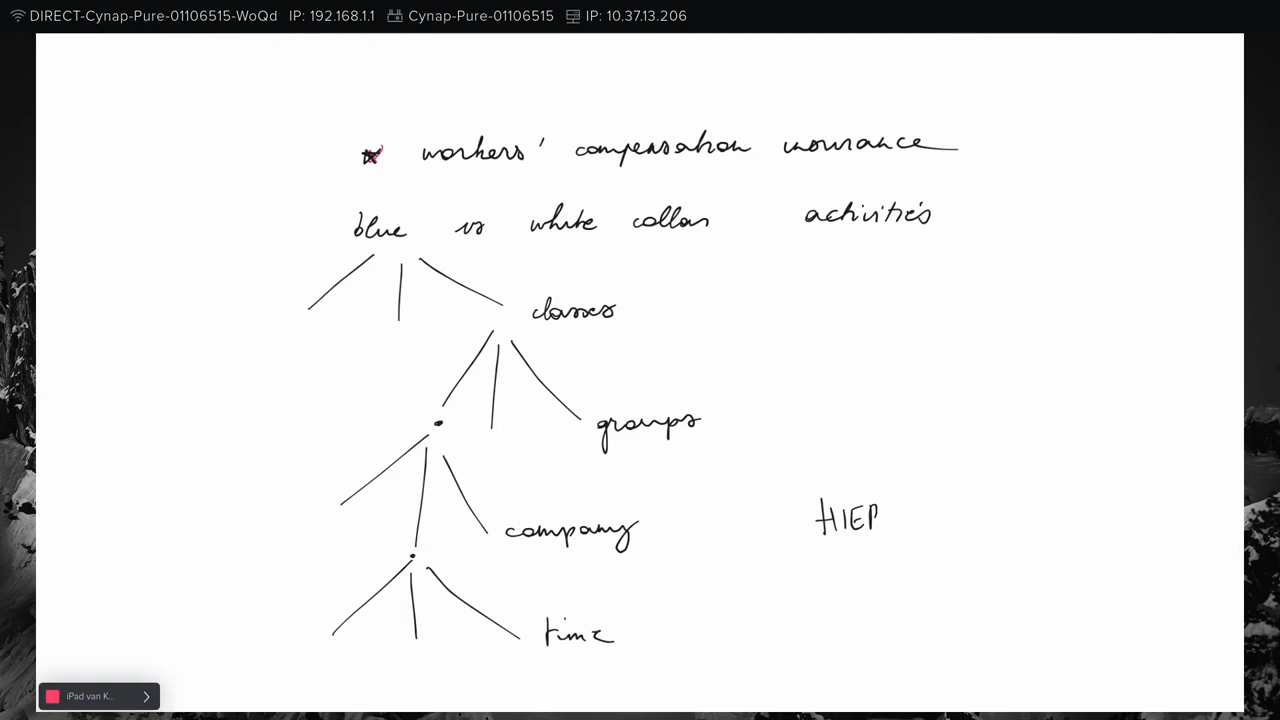 DIRECT-Cynap-Pure-01106515-WoQd IP: 192.168.1.1 Cynap-Pure-01106515 IP: 10.37.13.206
* workers' compensation insurance
blue vs white collar activities
classes
groups
company
HIEP
time
iPad van K...